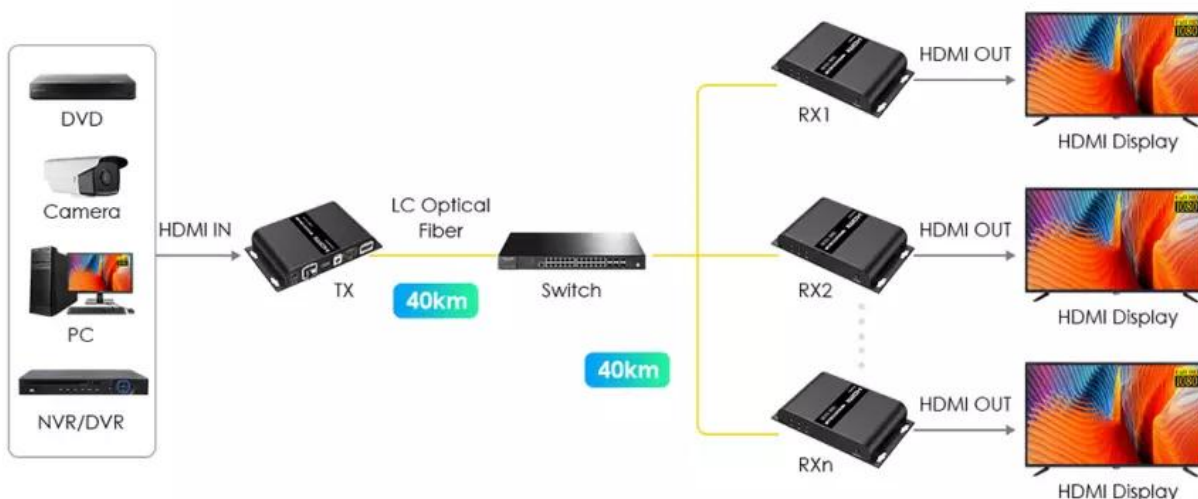 DVD
Camera
PC
NVR/DVR
HDMI IN
TX
LC Optical
Fiber
40km
Switch
40km
RX1
HDMI OUT
HDMI Display
RX2
HDMI OUT
HDMI Display
RXn
HDMI OUT
HDMI Display